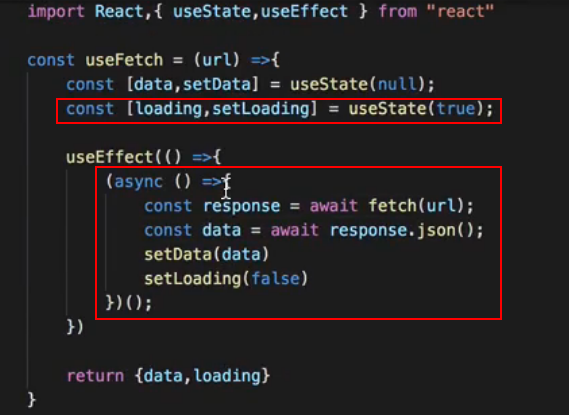 import React,{ useState,useEffect } from "react"
const useFetch = (url) =>{
const [data,setData] = useState(null);
const [loading,setLoading] = useState(true);
useEffect(() =>{
(async () =>{
const response = await fetch(url);
const data = await response.json();
setData(data)
setLoading(false)
})();
})
return {data,loading}
}